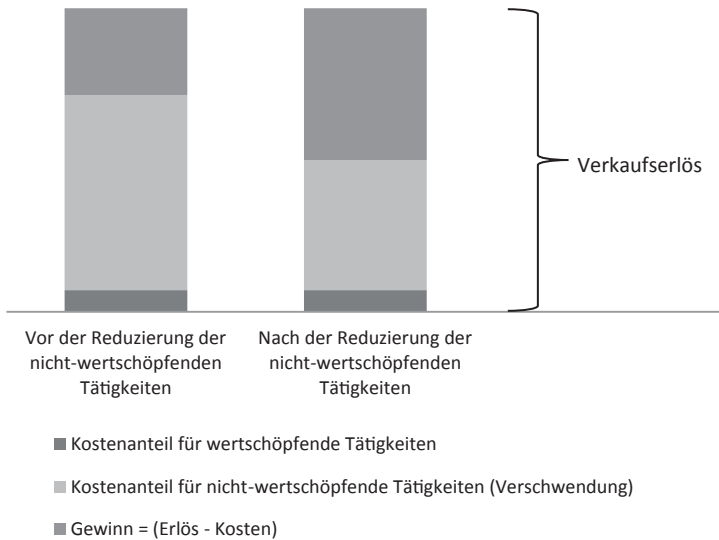 Verkaufserlös
Vor der Reduzierung der
nicht-wertschöpfenden
Tätigkeiten
Nach der Reduzierung der
nicht-wertschöpfenden
Tätigkeiten
Kostenanteil für wertschöpfende Tätigkeiten
Kostenanteil für nicht-wertschöpfende Tätigkeiten (Verschwendung)
Gewinn = (Erlös - Kosten)